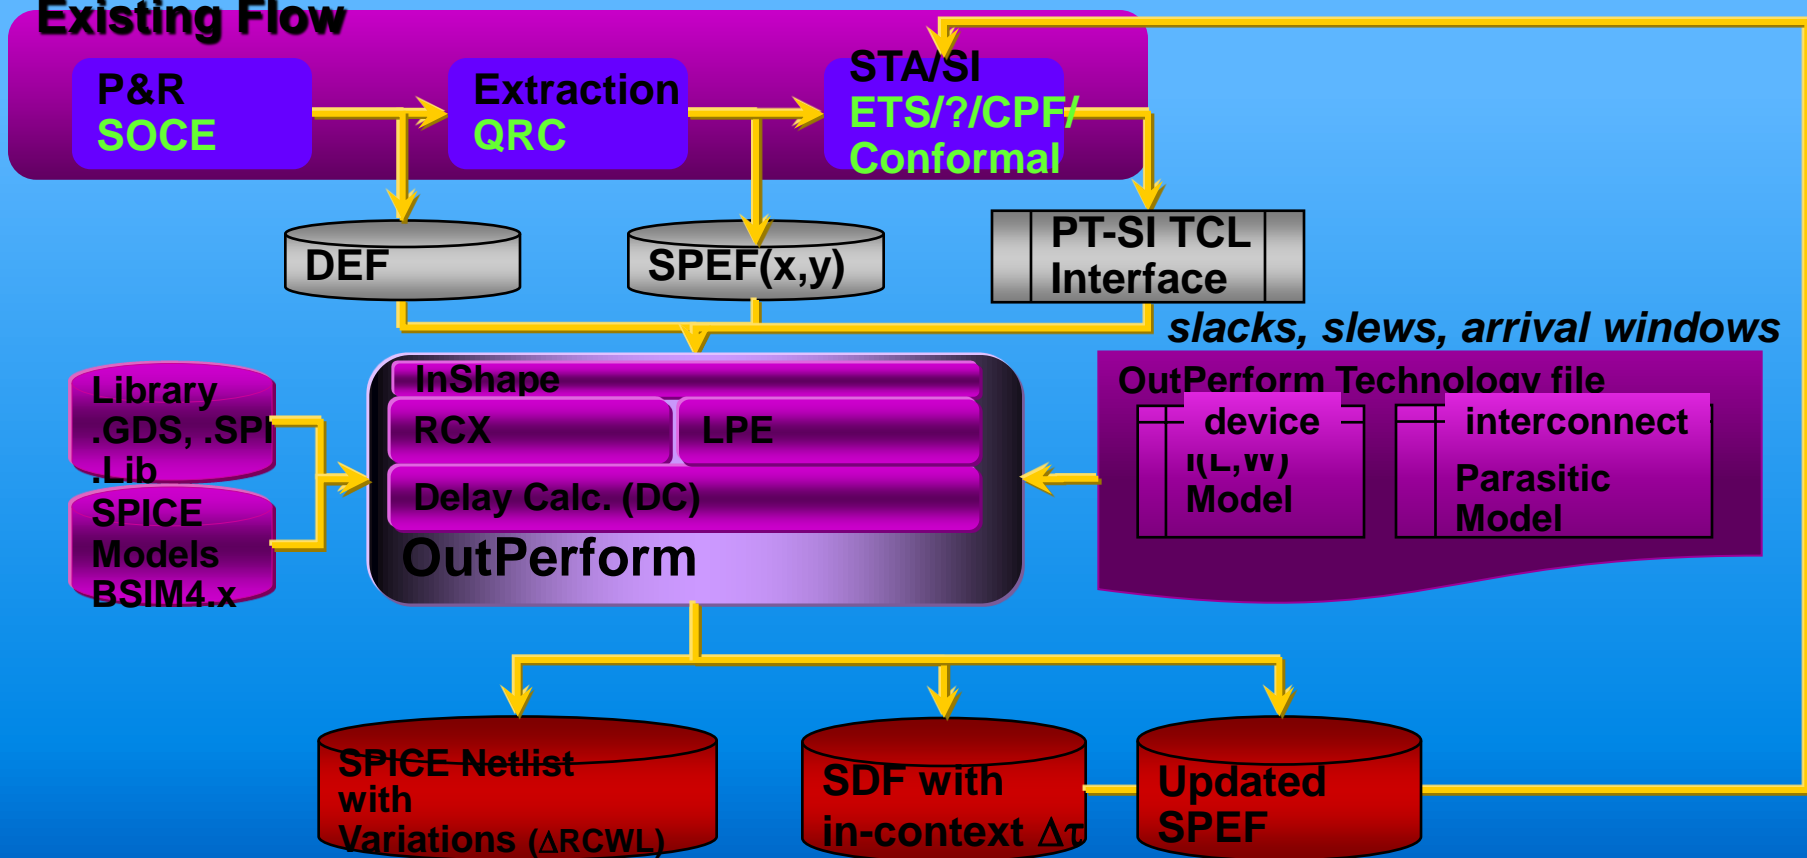 Existing Flow
P&R
SOCE
Extraction
QRC
STA/SI
ETS/?/CPF/
Conformal
DEF
SPEF(x,y)
PT-SI TCL
Interface
slacks, slews, arrival windows
Library
.GDS, .SPI
.Lib
SPICE
Models
BSIM4.x
InShape
RCX
LPE
Delay Calc. (DC)
OutPerform
OutPerform Technology file
device
I(L,W)
Model
interconnect
Parasitic
Model
SPICE Netlist
with
Variations (ΔRCWL)
SDF with
in-context Δτ
Updated
SPEF